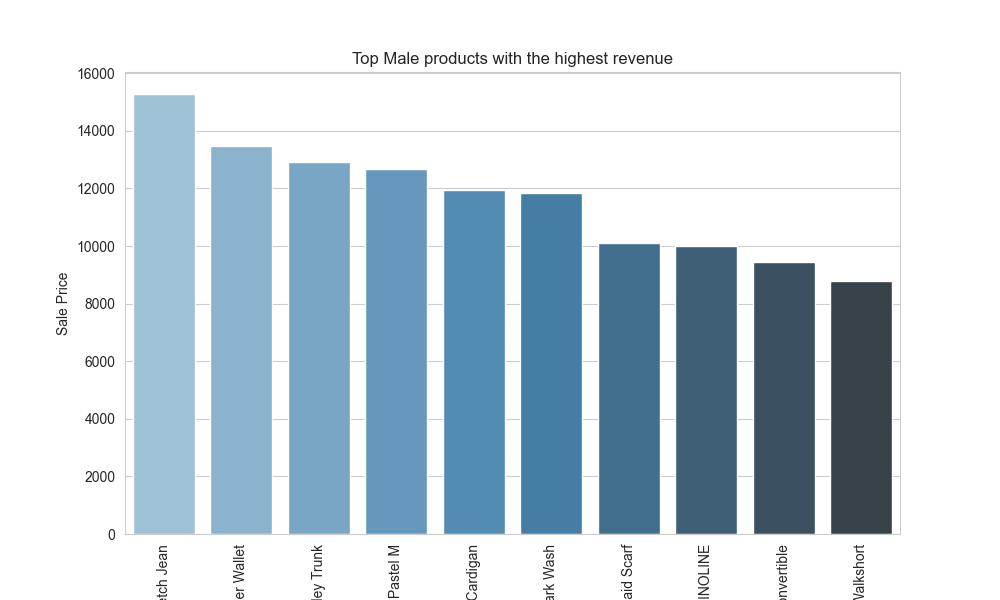 Top Male products with the highest revenue
16000
14000
12000
10000
8000
6000
4000
2000
0
Sale Price
etch Jean
er Wallet
ley Trunk
Pastel M
Cardigan
ark Wash
aid Scarf
INOLINE
onvertible
Walkshort